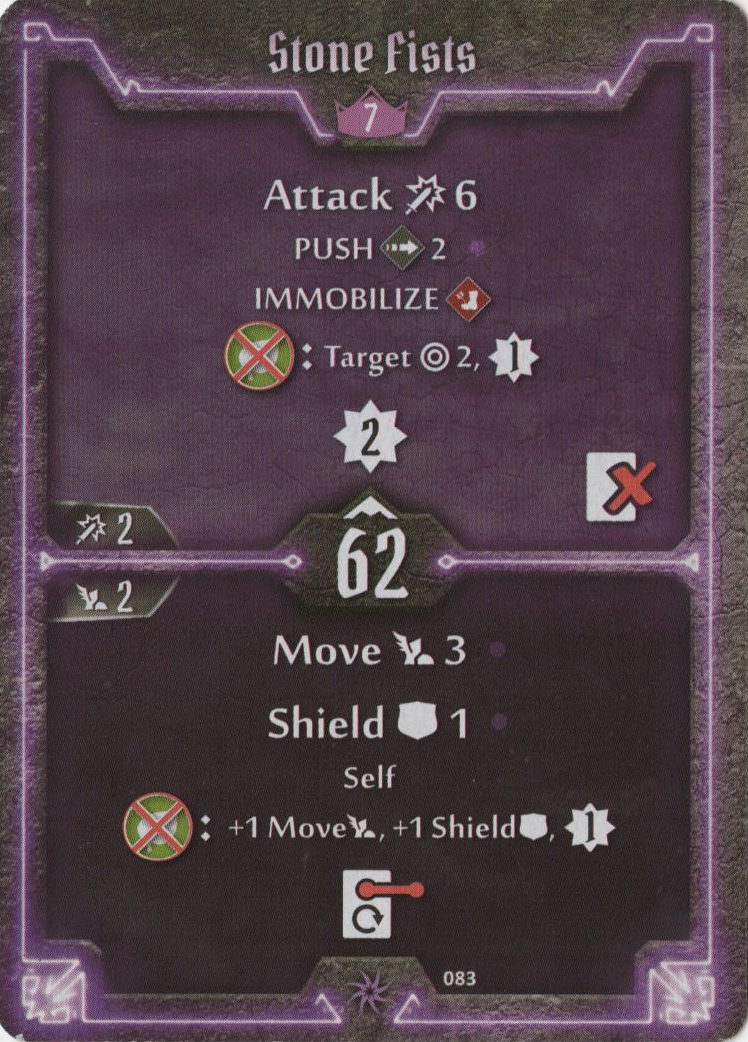 Stone Fists
7
Attack 6
PUSH 2
IMMOBILIZE
: Target 2, 1
2
2
62
2
Move 3
Shield 1
Self
: +1 Move, +1 Shield, 1
083